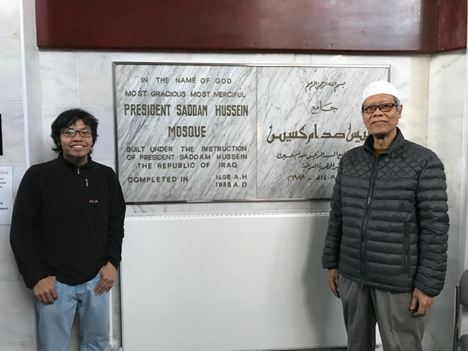 IN THE NAME OF GOD
MOST GRACIOUS MOST MERCIFUL
PRESIDENT SADDAM HUSSEIN
MOSQUE
BUILT UNDER THE INSTRUCTION
OF PRESIDENT SADDAM HUSSEIN
THE REPUBLIC OF IRAQ
COMPLETED IN 1408 A.H
1988 A.D
بسم الله الرحمن الرحيم
جامع
صدام حسين